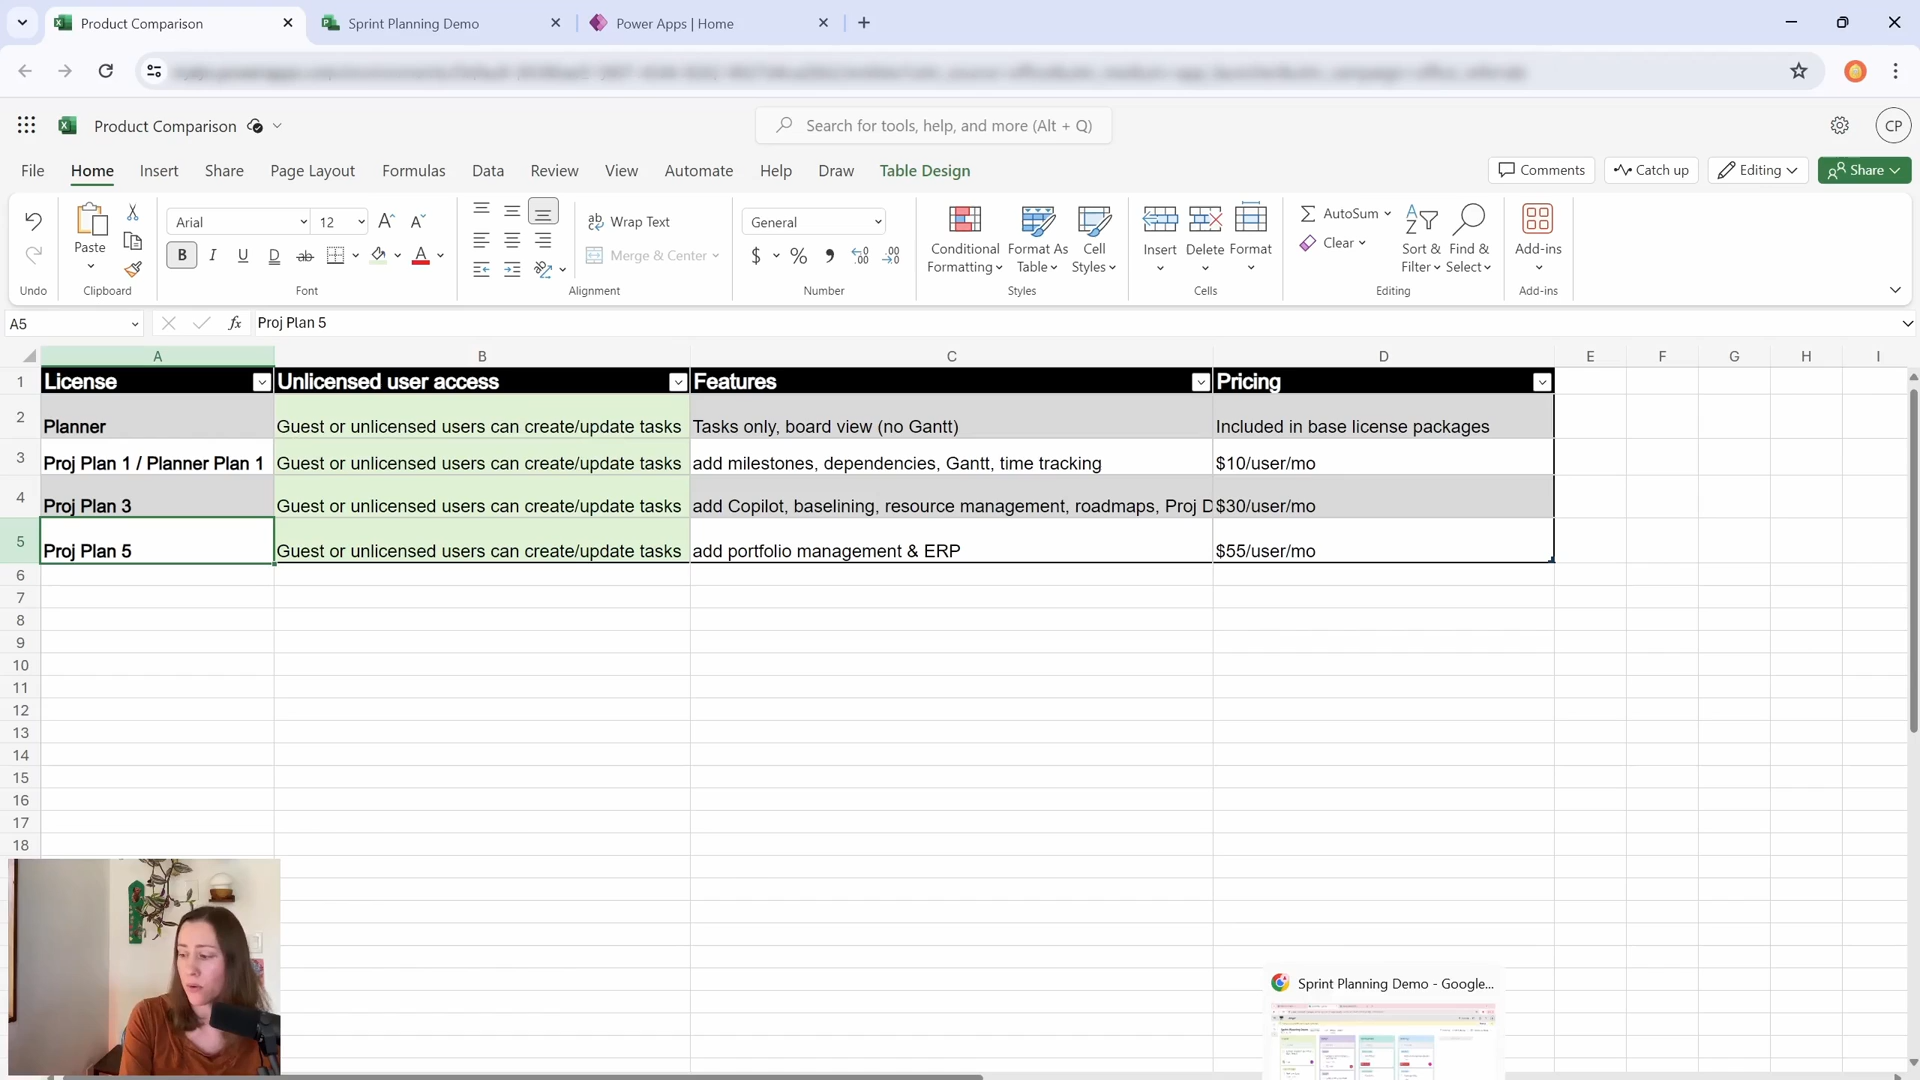 Product Comparison
Sprint Planning Demo
Power Apps | Home
Product Comparison
Search for tools, help, and more (Alt + Q)
CP
File Home Insert Share Page Layout Formulas Data Review View Automate Help Draw Table Design
Comments Catch up Editing Share
Paste
Arial 12
B I U D ab A
Wrap Text
Merge & Center
General
$ % 9 .00
Conditional Formatting
Format As Table
Cell Styles
Insert Delete Format
AutoSum
Clear
Sort & Filter
Find & Select
Add-ins
Undo Clipboard Font Alignment Number Styles Cells Editing Add-ins
A5 fx Proj Plan 5
A B C D E F G H I
1 License Unlicensed user access Features Pricing
2 Planner Guest or unlicensed users can create/update tasks Tasks only, board view (no Gantt) Included in base license packages
3 Proj Plan 1 / Planner Plan 1 Guest or unlicensed users can create/update tasks add milestones, dependencies, Gantt, time tracking $10/user/mo
4 Proj Plan 3 Guest or unlicensed users can create/update tasks add Copilot, baselining, resource management, roadmaps, Proj D $30/user/mo
5 Proj Plan 5 Guest or unlicensed users can create/update tasks add portfolio management & ERP $55/user/mo
6
7
8
9
10
11
12
13
14
15
16
17
18
Sprint Planning Demo - Google...